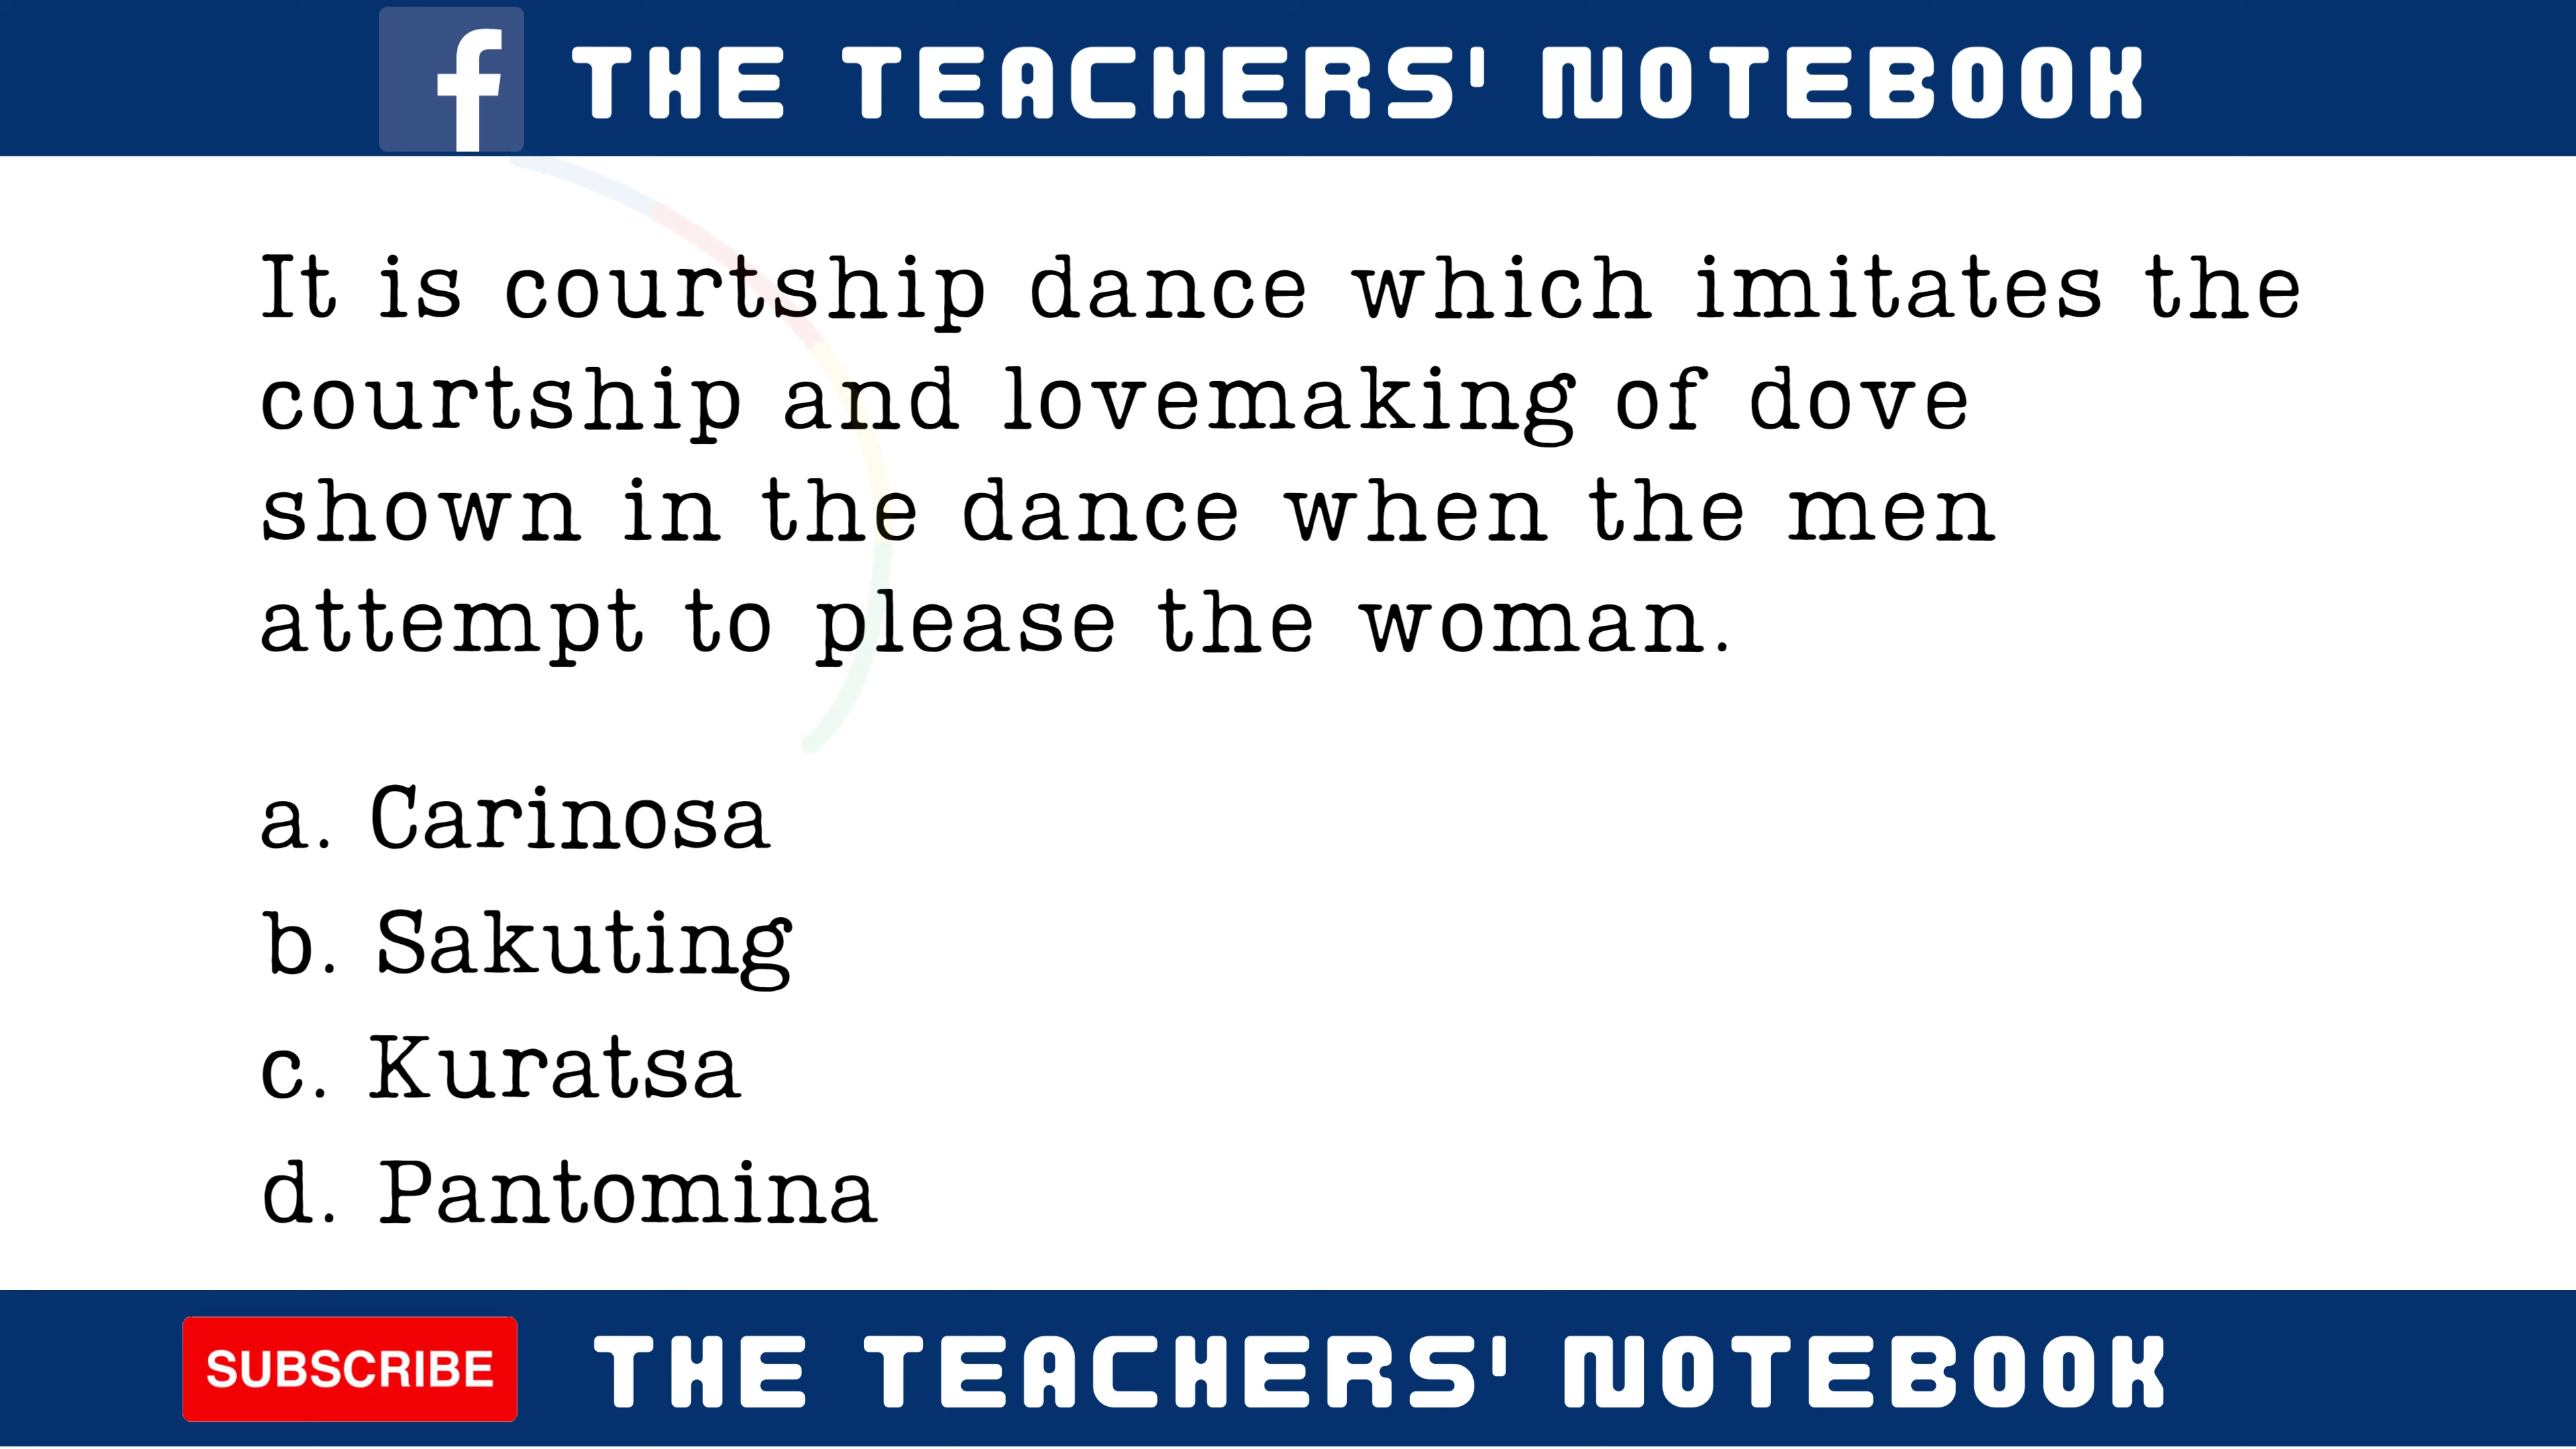 THE TEACHERS' NOTEBOOK
It is courtship dance which imitates the
courtship and lovemaking of dove
shown in the dance when the men
attempt to please the woman.
a. Carinosa
b. Sakuting
c. Kuratsa
d. Pantomina
SUBSCRIBE THE TEACHERS' NOTEBOOK